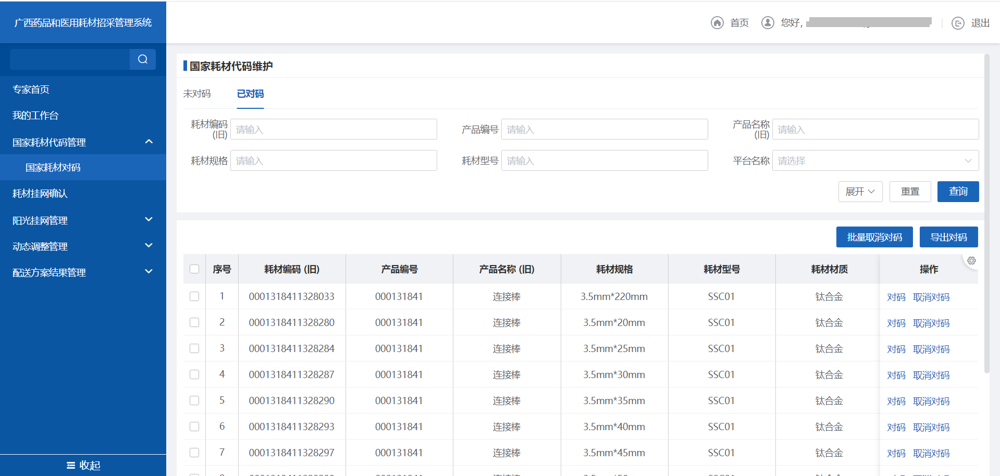 广西药品和医用耗材招采管理系统
首页 您好, 退出
专家首页
我的工作台
国家耗材代码管理
国家耗材对码
耗材挂网确认
阳光挂网管理
动态调整管理
配送方案结果管理
收起
国家耗材代码维护
未对码 已对码
耗材编码(旧) 请输入 产品编号 请输入 产品名称(旧) 请输入
耗材规格 请输入 耗材型号 请输入 平台名称 请选择
展开 重置 查询
批量取消对码 导出对码
序号 耗材编码 (旧) 产品编号 产品名称 (旧) 耗材规格 耗材型号 耗材材质 操作
1 0001318411328033 000131841 连接棒 3.5mm*220mm SSC01 钛合金 对码 取消对码
2 0001318411328280 000131841 连接棒 3.5mm*20mm SSC01 钛合金 对码 取消对码
3 0001318411328284 000131841 连接棒 3.5mm*25mm SSC01 钛合金 对码 取消对码
4 0001318411328287 000131841 连接棒 3.5mm*30mm SSC01 钛合金 对码 取消对码
5 0001318411328290 000131841 连接棒 3.5mm*35mm SSC01 钛合金 对码 取消对码
6 0001318411328293 000131841 连接棒 3.5mm*40mm SSC01 钛合金 对码 取消对码
7 0001318411328297 000131841 连接棒 3.5mm*45mm SSC01 钛合金 对码 取消对码